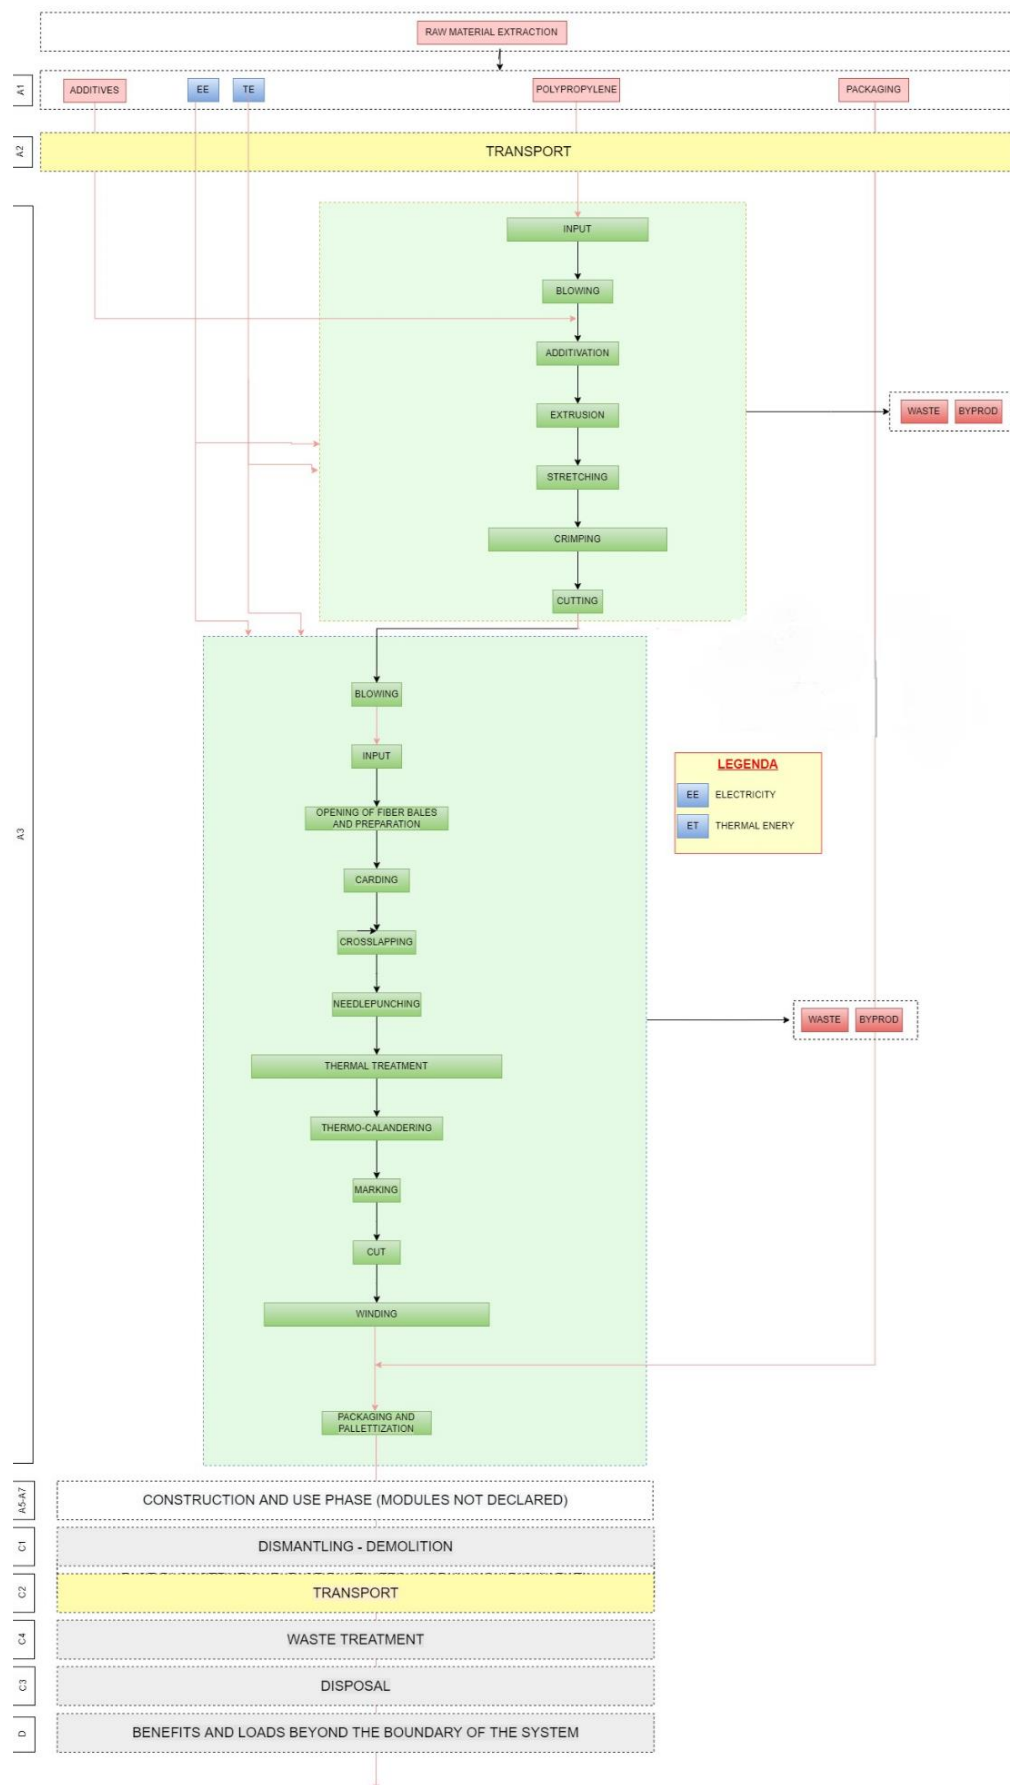 RAW MATERIAL EXTRACTION
A1
ADDITIVES
EE
TE
POLYPROPYLENE
PACKAGING
A2
TRANSPORT
A3
INPUT
BLOWING
ADDITIVATION
EXTRUSION
WASTE
BYPROD
STRETCHING
CRIMPING
CUTTING
BLOWING
INPUT
LEGENDA
EE
ELECTRICITY
ET
THERMAL ENERY
OPENING OF FIBER BALES
AND PREPARATION
CARDING
CROSSLAPPING
NEEDLEPUNCHING
WASTE
BYPROD
THERMAL TREATMENT
THERMO-CALANDERING
MARKING
CUT
WINDING
PACKAGING AND
PALLETTIZATION
A5-A7
CONSTRUCTION AND USE PHASE (MODULES NOT DECLARED)
C1
DISMANTLING - DEMOLITION
C2
TRANSPORT
C4
WASTE TREATMENT
C3
DISPOSAL
D
BENEFITS AND LOADS BEYOND THE BOUNDARY OF THE SYSTEM